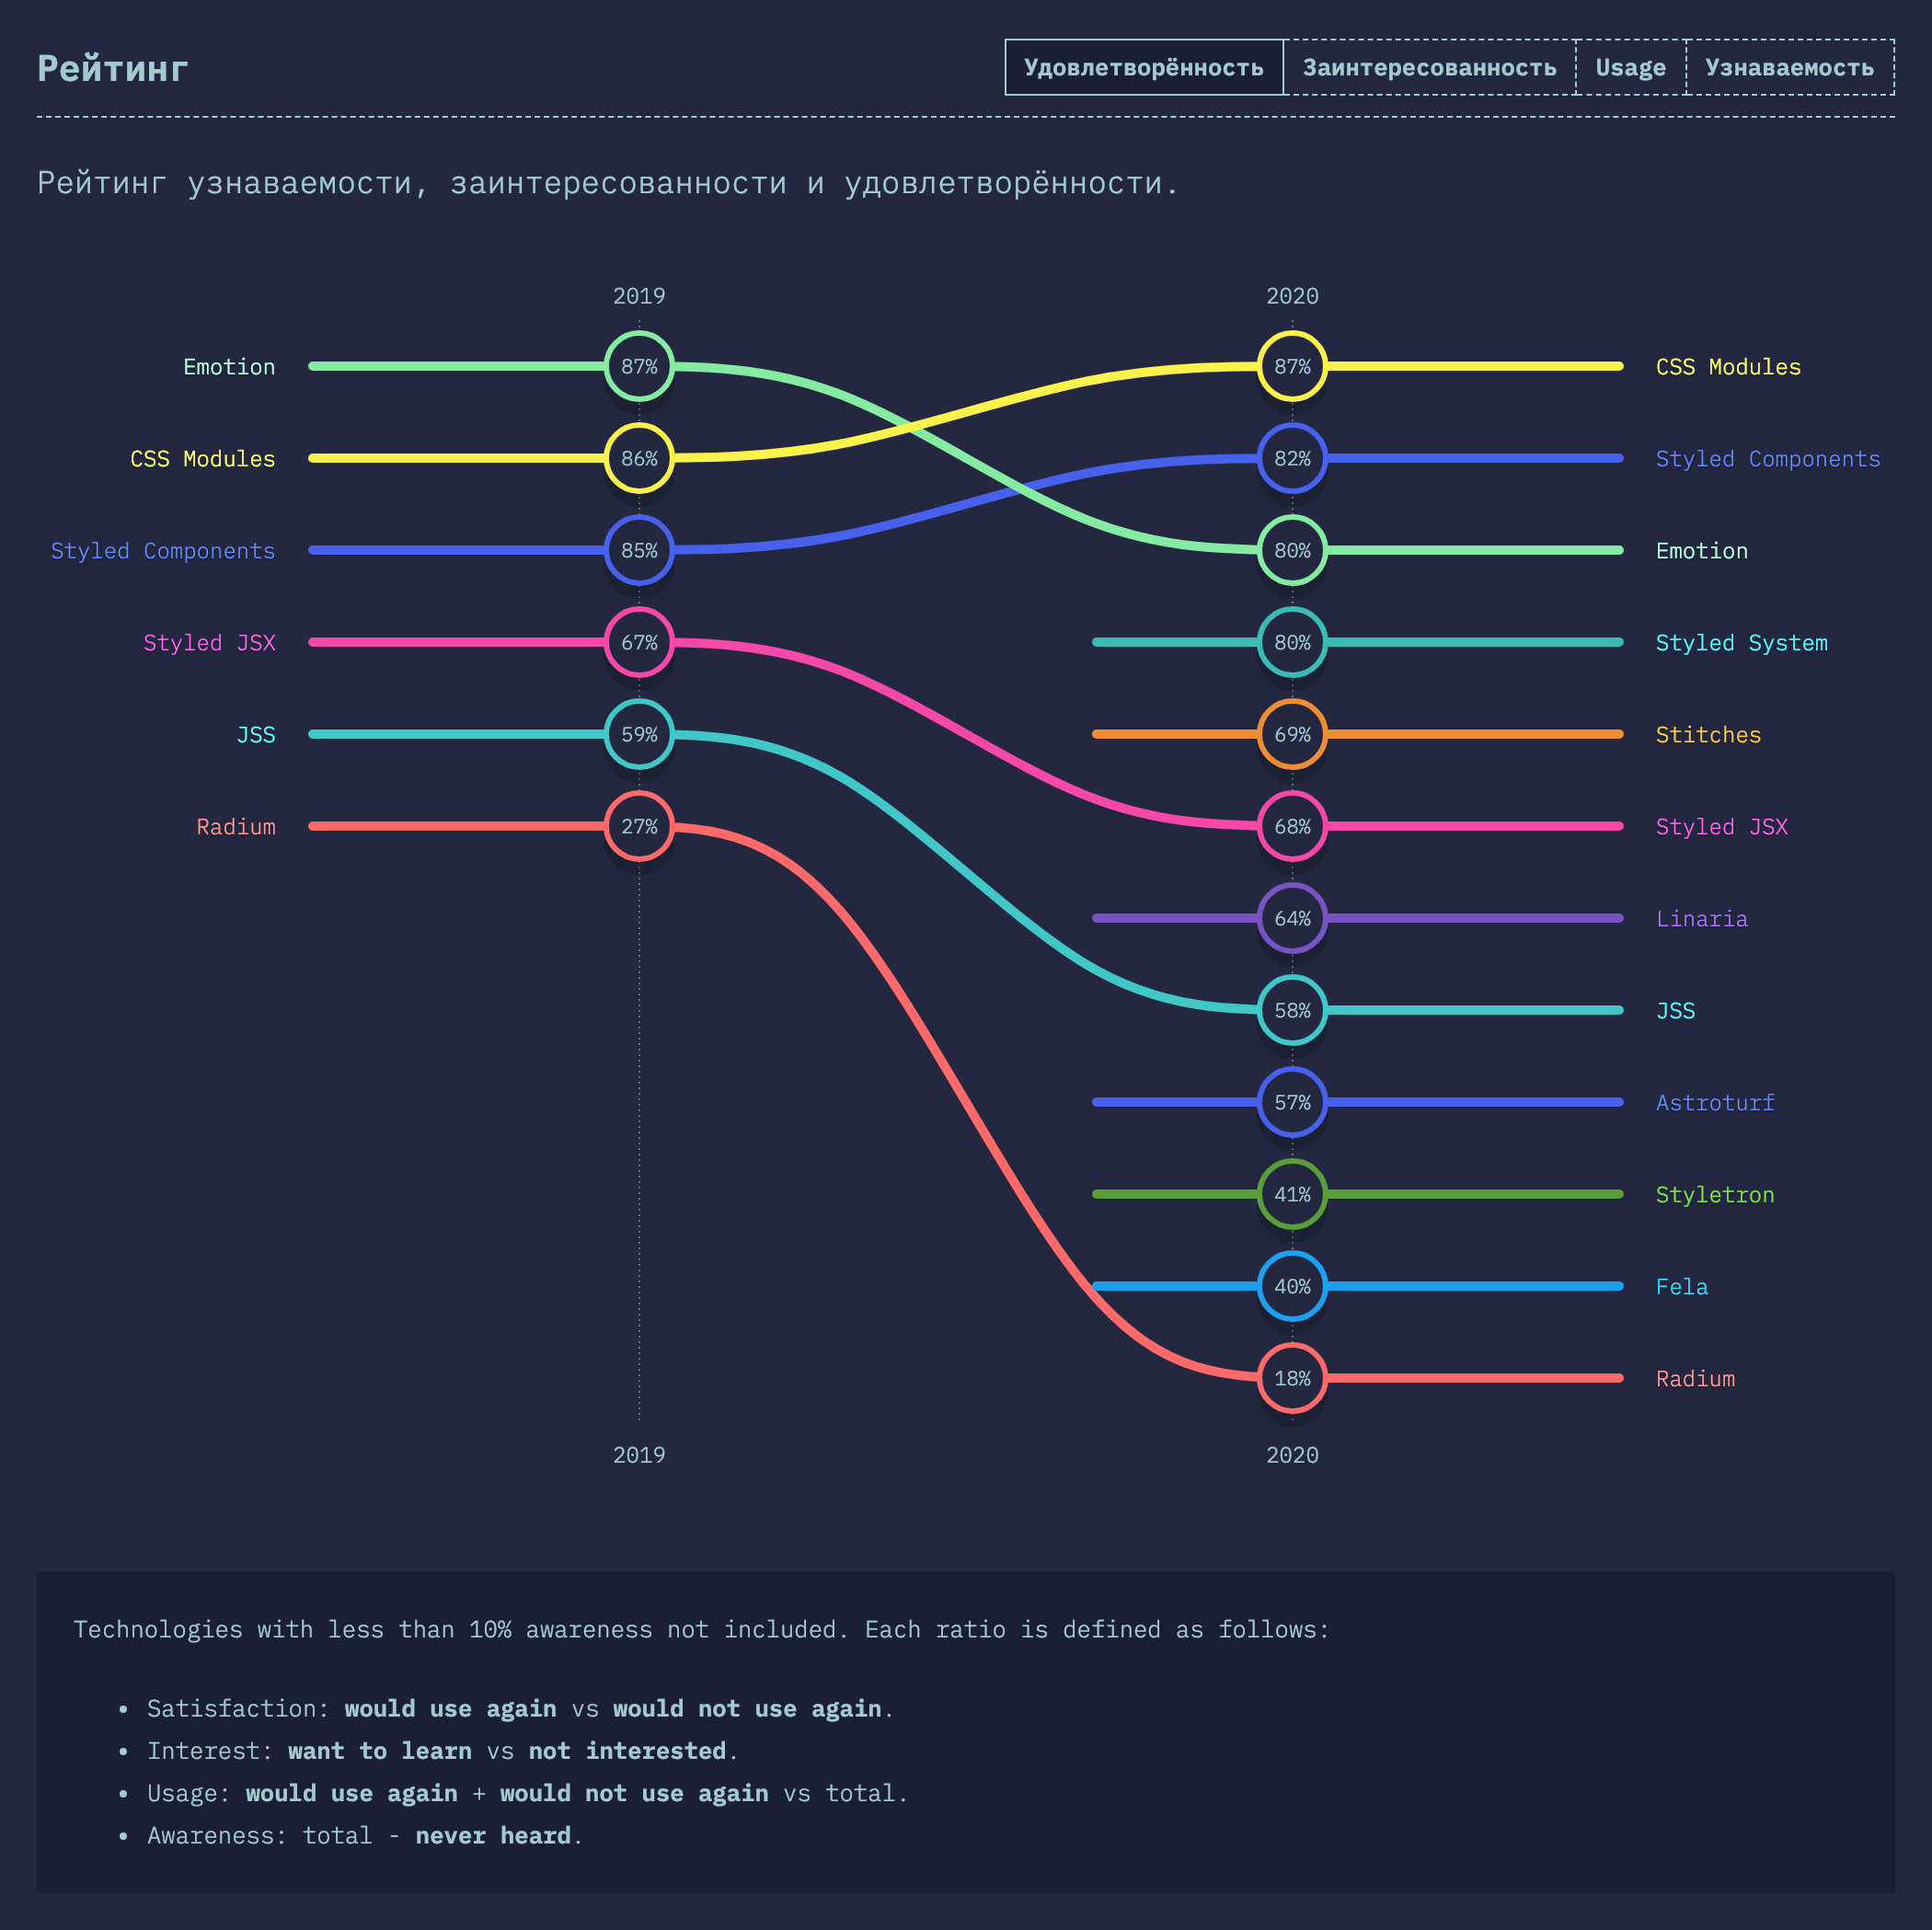 Рейтинг
Удовлетворённость Заинтересованность Usage Узнаваемость
Рейтинг узнаваемости, заинтересованности и удовлетворённости.
2019 2020
Emotion 87% 87% CSS Modules
CSS Modules 86% 82% Styled Components
Styled Components 85% 80% Emotion
Styled JSX 67% 80% Styled System
JSS 59% 69% Stitches
Radium 27% 68% Styled JSX
64% Linaria
58% JSS
57% Astroturf
41% Styletron
40% Fela
18% Radium
2019 2020
Technologies with less than 10% awareness not included. Each ratio is defined as follows:
• Satisfaction: would use again vs would not use again.
• Interest: want to learn vs not interested.
• Usage: would use again + would not use again vs total.
• Awareness: total - never heard.